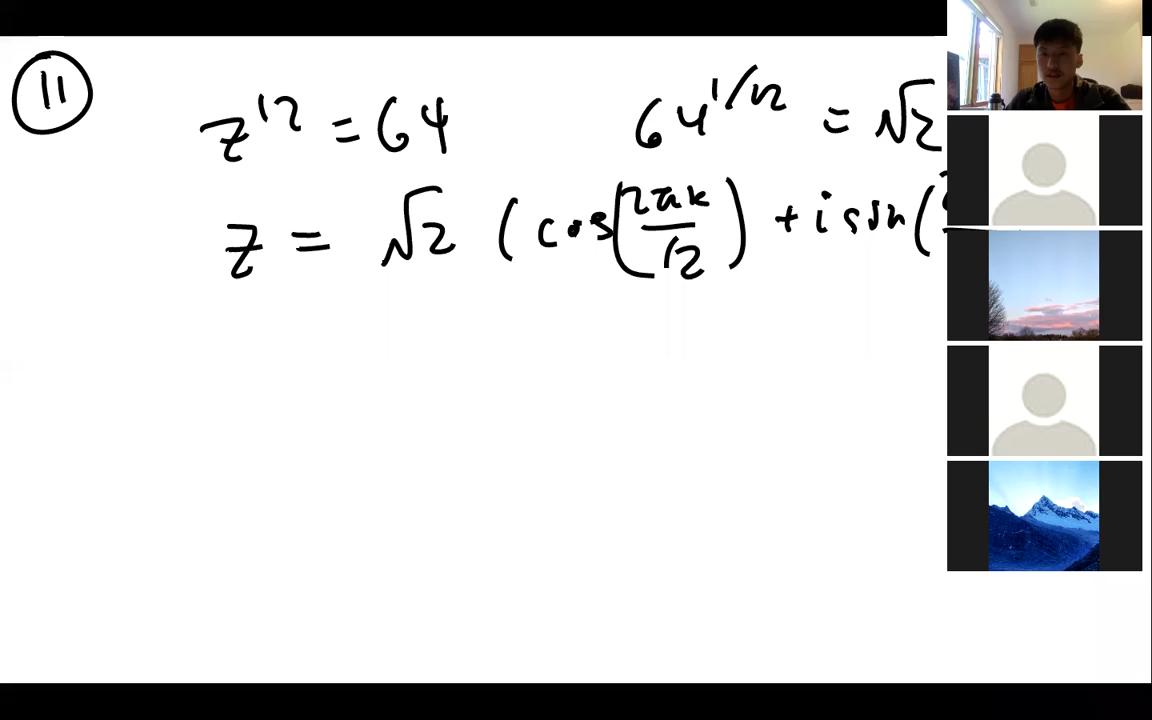 11
z^12 = 64 64^1/12 = √2
z = √2 (cos(2πk/12) + i sin(